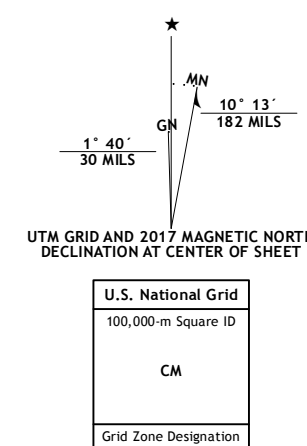 ★
MN
GN
10° 13´
182 MILS
1° 40´
30 MILS
UTM GRID AND 2017 MAGNETIC NORTH
DECLINATION AT CENTER OF SHEET
U.S. National Grid
100,000-m Square ID
CM
Grid Zone Designation